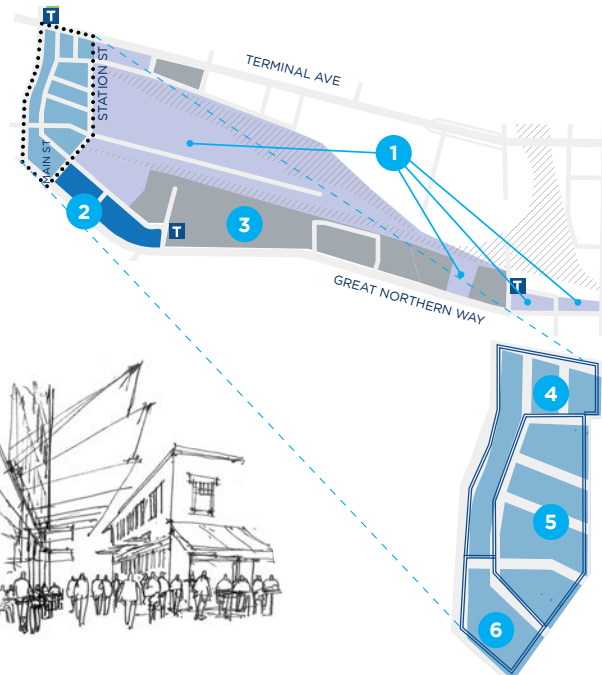 T
TERMINAL AVE
STATION ST
MAIN ST
1
2
T
3
T
GREAT NORTHERN WAY
4
5
6